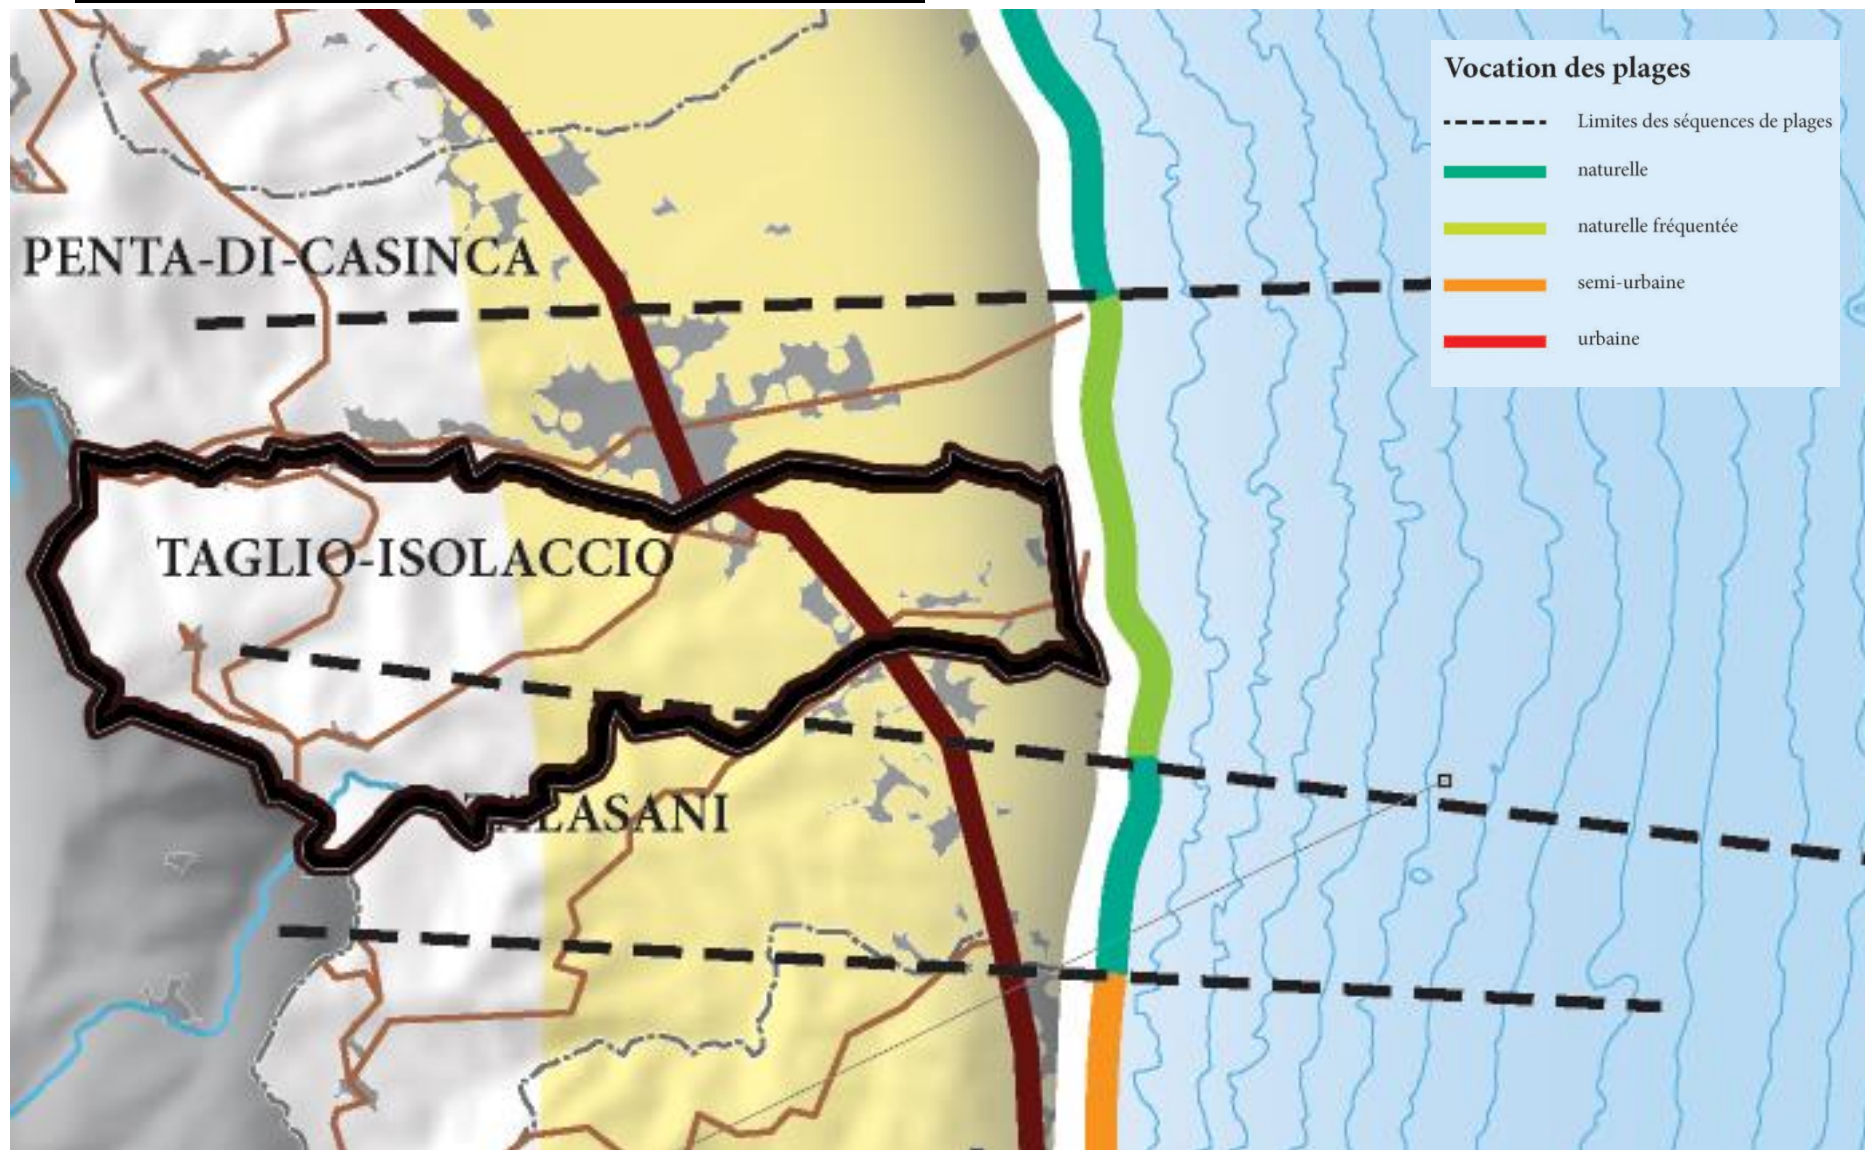 Vocation des plages
Limites des séquences de plages
naturelle
naturelle fréquentée
semi-urbaine
urbaine
PENTA-DI-CASINCA
TAGLIO-ISOLACCIO